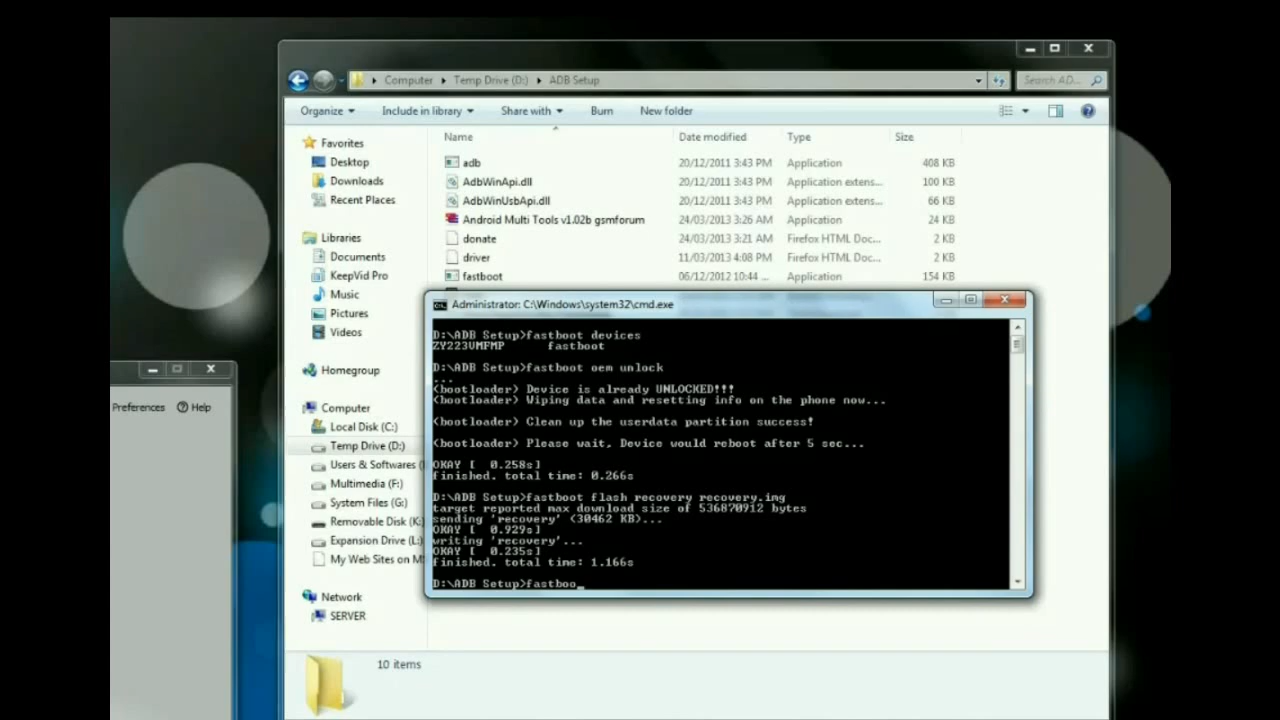 Computer ▸ Temp Drive (D:) ▸ ADB Setup
Search AD...
Organize Include in library Share with Burn New folder
Name Date modified Type Size
Favorites
Desktop
Downloads
Recent Places
Libraries
Documents
KeepVid Pro
Music
Pictures
Videos
Homegroup
Computer
Local Disk (C:)
Temp Drive (D:)
Users & Softwares (
Multimedia (F:)
System Files (G:)
Removable Disk (K:
Expansion Drive (L:
My Web Sites on M
Network
SERVER
adb 20/12/2011 3:43 PM Application 408 KB
AdbWinApi.dll 20/12/2011 3:43 PM Application extens... 100 KB
AdbWinUsbApi.dll 20/12/2011 3:43 PM Application extens... 66 KB
Android Multi Tools v1.02b gsmforum 24/03/2013 3:26 AM Application 24 KB
donate 24/03/2013 3:21 AM Firefox HTML Doc... 2 KB
driver 11/03/2013 4:08 PM Firefox HTML Doc... 2 KB
fastboot 06/12/2012 10:44 ... Application 154 KB
Administrator: C:\Windows\system32\cmd.exe
D:\ADB Setup>fastboot devices
ZY223UMFMP fastboot
D:\ADB Setup>fastboot oem unlock
...
(bootloader) Device is already UNLOCKED!!!
(bootloader) Wiping data and resetting info on the phone now...
(bootloader) Clean up the userdata partition success!
(bootloader) Please wait, Device would reboot after 5 sec...
OKAY [ 0.258s]
finished. total time: 0.266s
D:\ADB Setup>fastboot flash recovery recovery.img
target reported max download size of 536870912 bytes
sending 'recovery' (30462 KB)...
OKAY [ 0.929s]
writing 'recovery'...
OKAY [ 0.235s]
finished. total time: 1.166s
D:\ADB Setup>fastboo_
Preferences Help
10 items